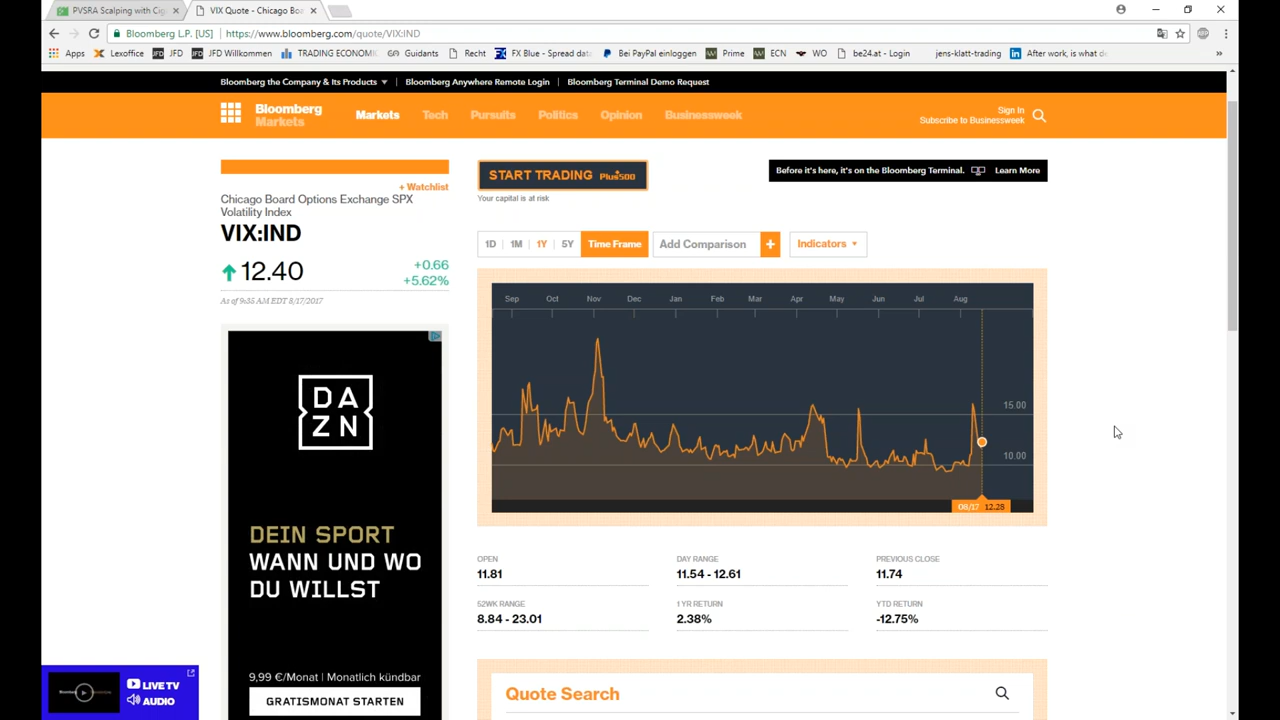 PVSRA Scalping with Cig
VIX Quote - Chicago Boa
Bloomberg L.P. [US]
https://www.bloomberg.com/quote/VIX:IND
Apps
Lexoffice
JFD
JFD Willkommen
TRADING ECONOMIC
Guidants
Recht
FX Blue - Spread data
Bei PayPal einloggen
Prime
ECN
WO
be24.at - Login
jens-klatt-trading
After work, is what de
Bloomberg the Company & Its Products
Bloomberg Anywhere Remote Login
Bloomberg Terminal Demo Request
Bloomberg
Markets
Markets
Tech
Pursuits
Politics
Opinion
Businessweek
Sign In
Subscribe to Businessweek
+ Watchlist
Chicago Board Options Exchange SPX
Volatility Index
VIX:IND
12.40
+0.66
+5.62%
As of 9:35 AM EDT 8/17/2017
START TRADING Plus500
Your capital is at risk
Before it's here, it's on the Bloomberg Terminal.
Learn More
1D
1M
1Y
5Y
Time Frame
Add Comparison
+
Indicators
Sep Oct Nov Dec Jan Feb Mar Apr May Jun Jul Aug
15.00
10.00
08/17 12.28
OPEN
11.81
DAY RANGE
11.54 - 12.61
PREVIOUS CLOSE
11.74
52WK RANGE
8.84 - 23.01
1 YR RETURN
2.38%
YTD RETURN
-12.75%
Quote Search
DA
ZN
DEIN SPORT
WANN UND WO
DU WILLST
9,99 €/Monat | Monatlich kündbar
GRATISMONAT STARTEN
LIVE TV
AUDIO